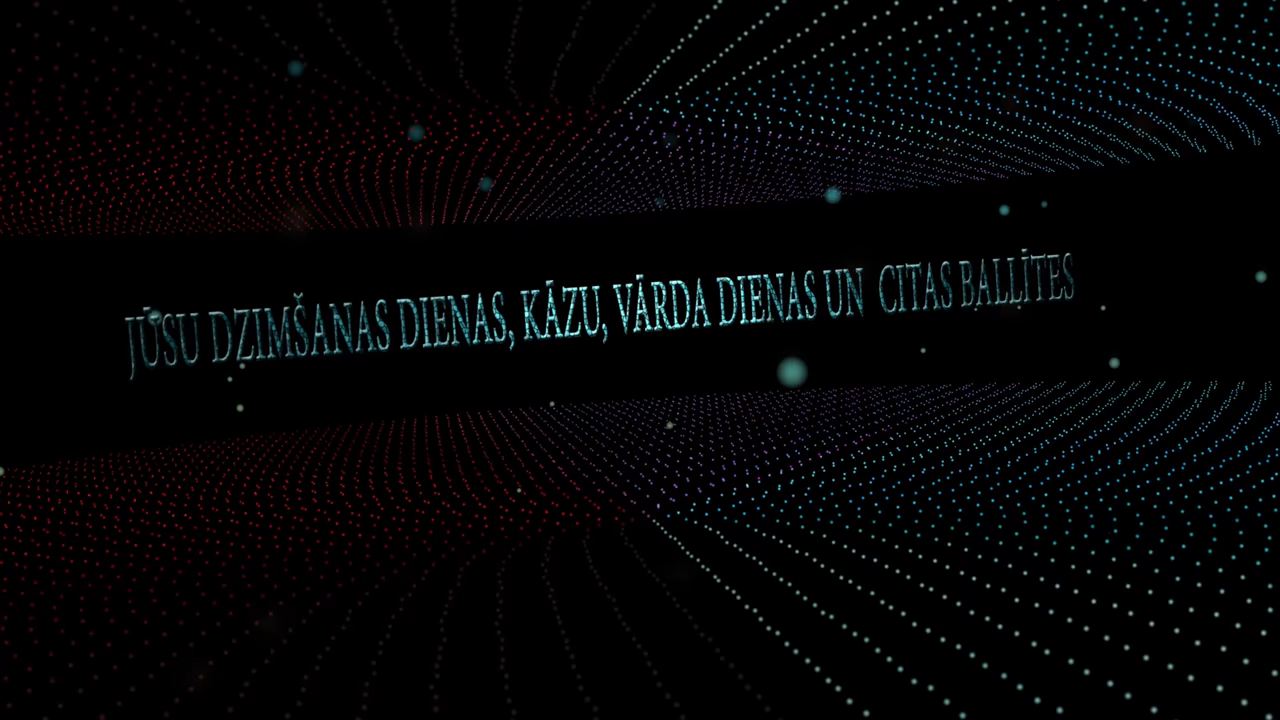 JŪSU DZIMŠANAS DIENAS, KĀZU, VĀRDA DIENAS UN CITAS BALLĪTES